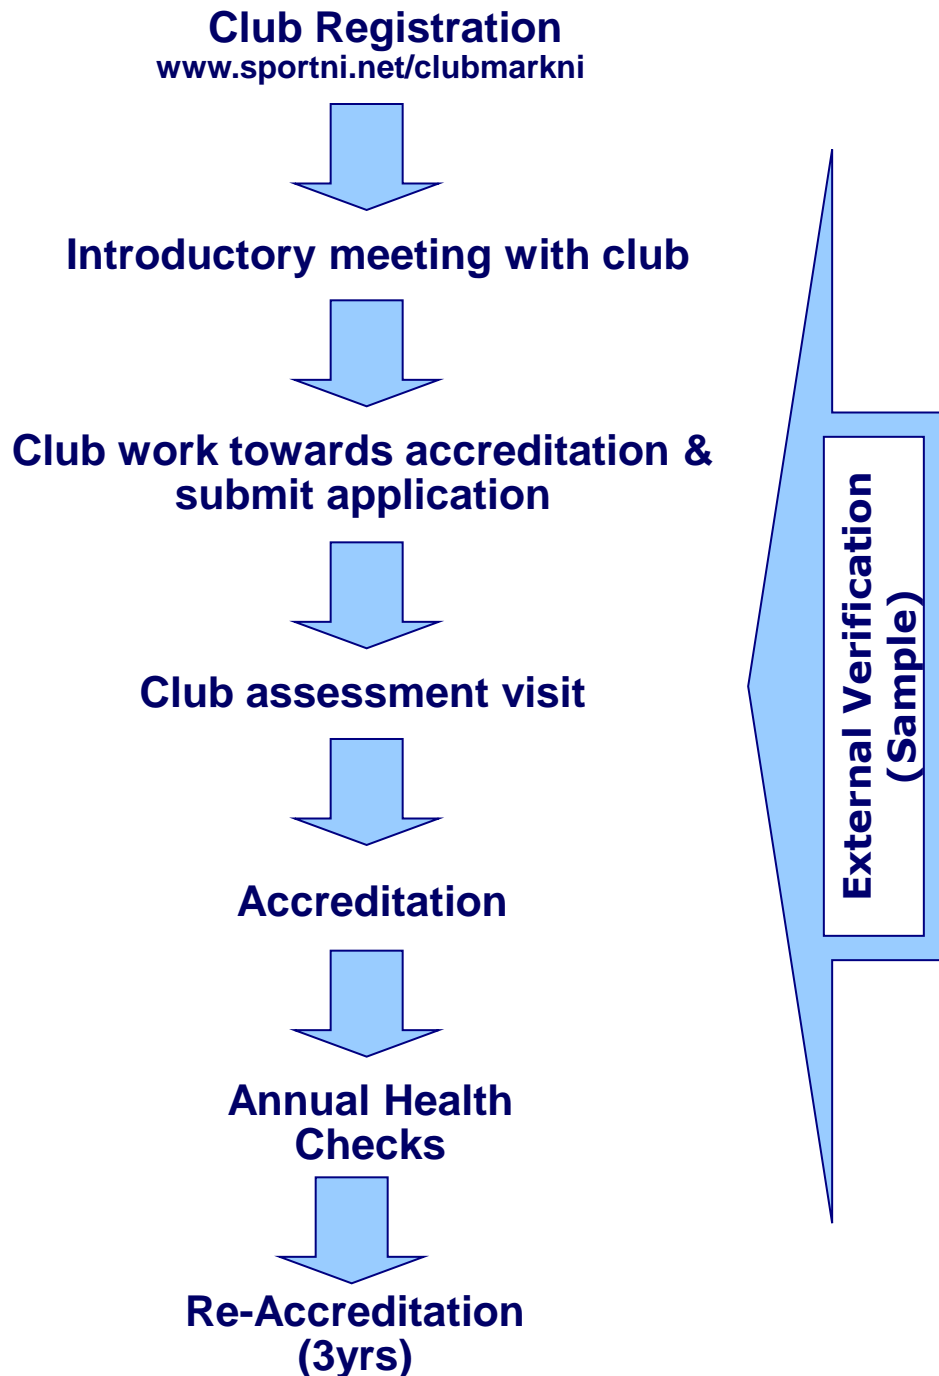 Club Registration
www.sportni.net/clubmarkni
Introductory meeting with club
Club work towards accreditation &
submit application
Club assessment visit
Accreditation
Annual Health
Checks
Re-Accreditation
(3yrs)
External Verification
(Sample)